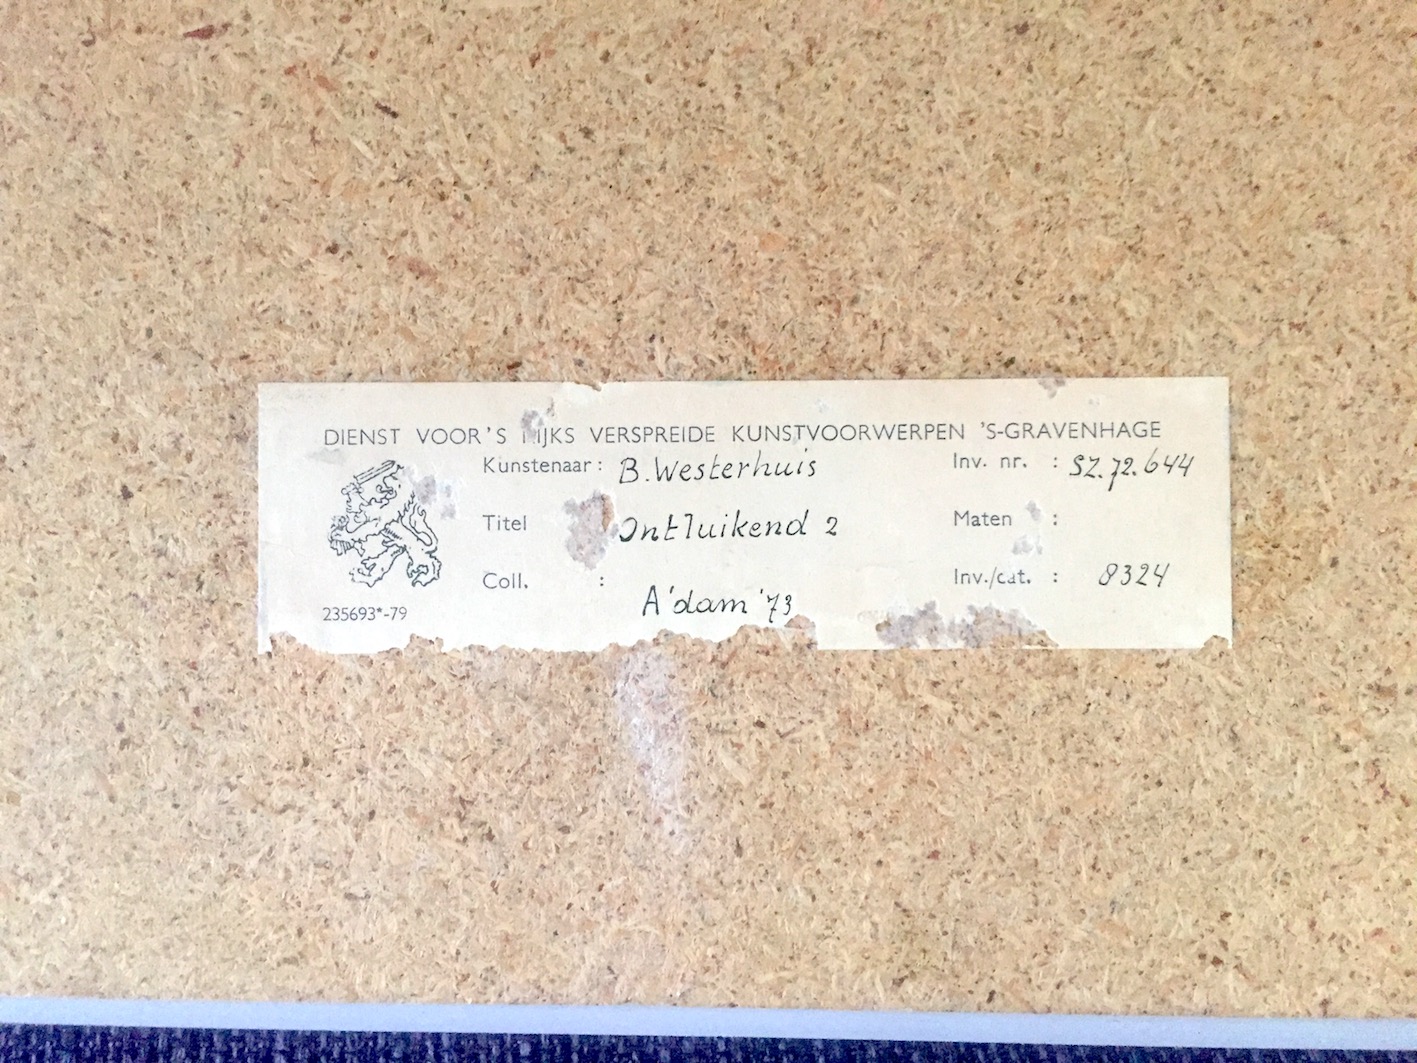 DIENST VOOR 'S RIJKS VERSPREIDE KUNSTVOORWERPEN 'S-GRAVENHAGE
Kunstenaar: B. Westerhuis Inv. nr. : SZ.72.644
Titel Ontluikend 2 Maten :
Coll. : Inv./cat. : 8324
A'dam '73
235693*-79